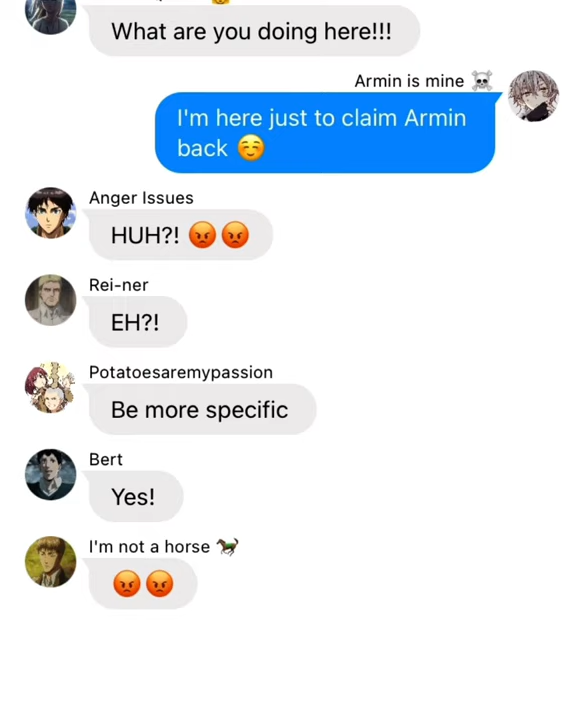 What are you doing here!!!
Armin is mine ☠️
I'm here just to claim Armin
back ☺️
Anger Issues
HUH?! 😡😡
Rei-ner
EH?!
Potatoesaremypassion
Be more specific
Bert
Yes!
I'm not a horse 🐎
😡😡